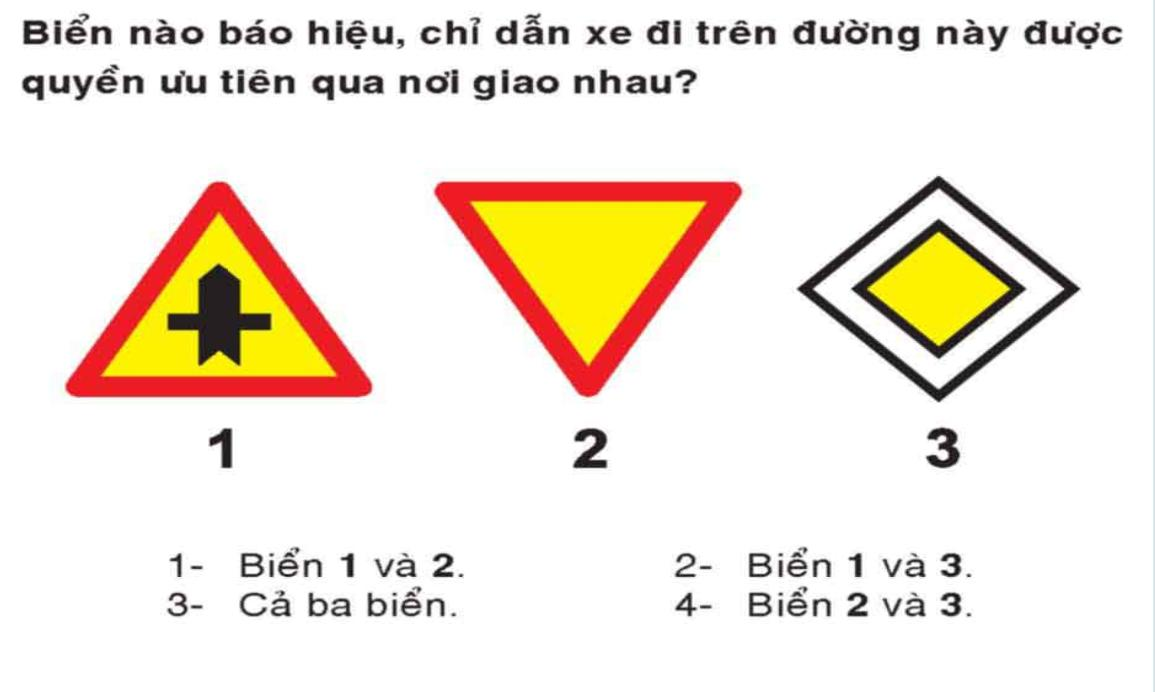 Biển nào báo hiệu, chỉ dẫn xe đi trên đường này được
quyền ưu tiên qua nơi giao nhau?
1 2 3
1- Biển 1 và 2. 2- Biển 1 và 3.
3- Cả ba biển. 4- Biển 2 và 3.